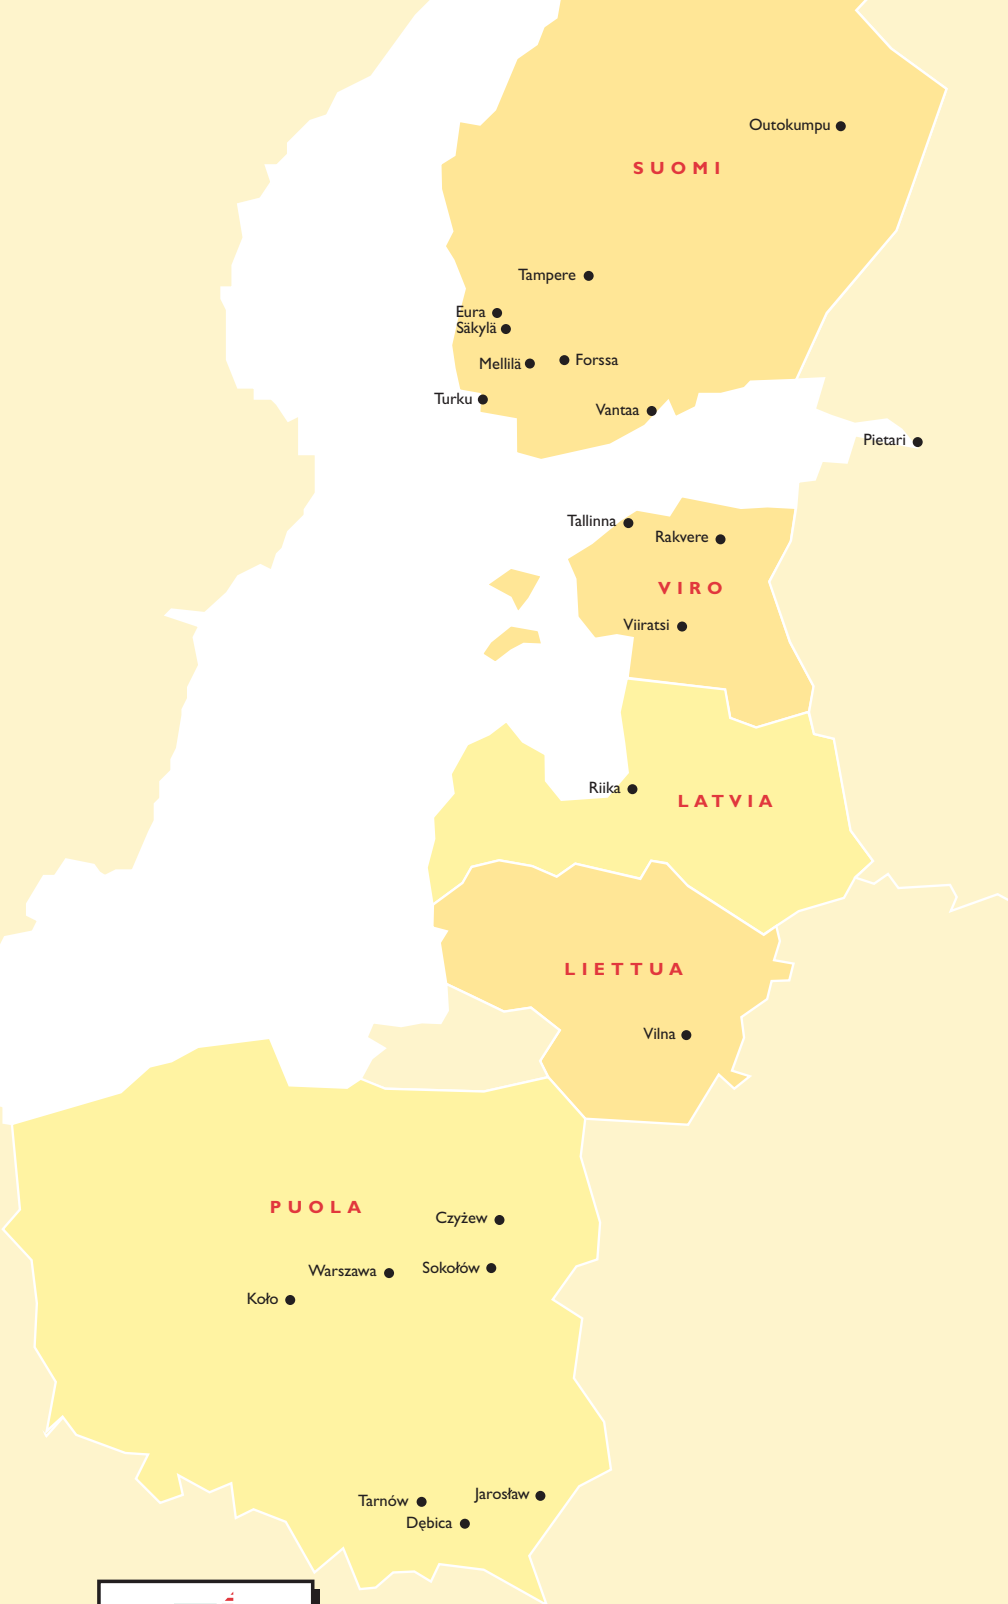 Outokumpu
SUOMI
Tampere
Eura
Säkylä
Mellilä
Forssa
Turku
Vantaa
Pietari
Tallinna
Rakvere
VIRO
Viiratsi
Riika
LATVIA
LIETTUA
Vilna
PUOLA
Czyżew
Warszawa
Sokołów
Koło
Tarnów
Jarosław
Dębica